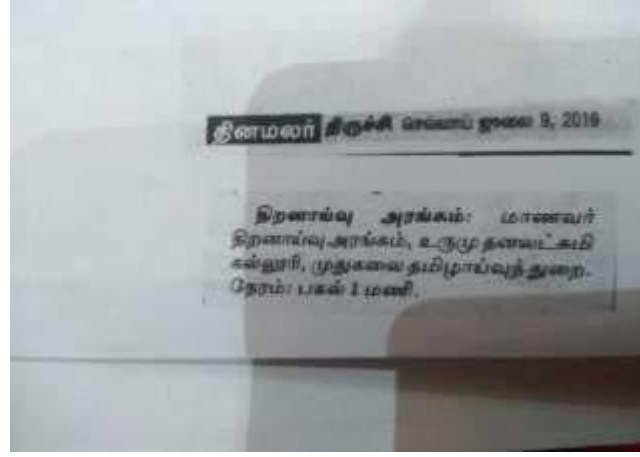 தினமலர் திருச்சி செவ்வாய் ஜூலை 9, 2019
திறனாய்வு அரங்கம்: மாணவர்
திறனாய்வு அரங்கம், உருமு தனலட்சுமி
கல்லூரி, முதுகலை தமிழாய்வுத் துறை.
நேரம்: பகல் 1 மணி.